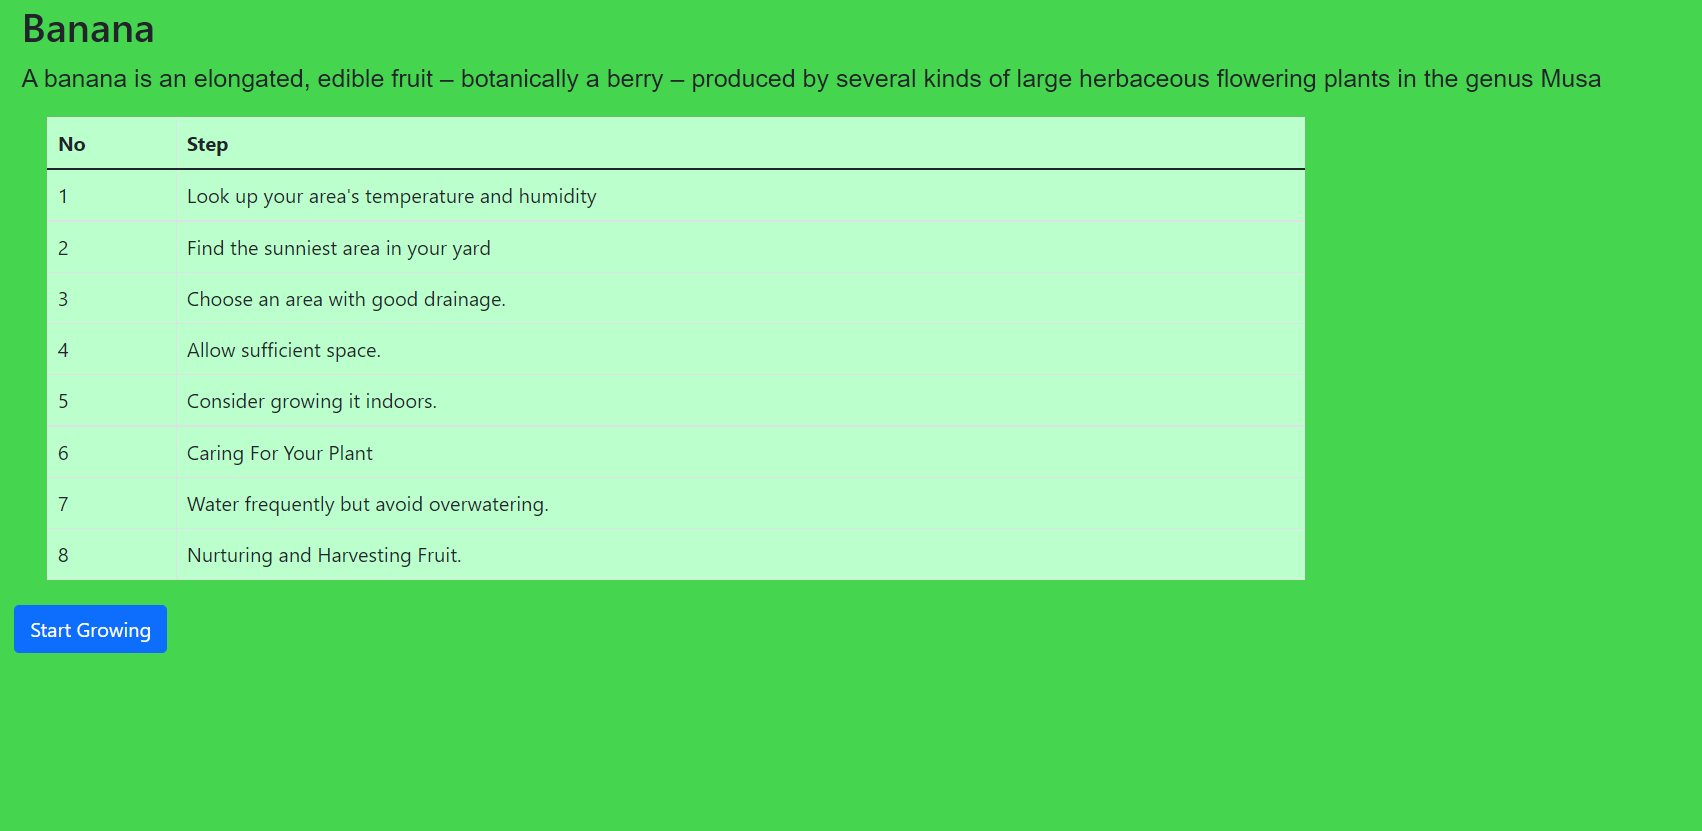 Banana
A banana is an elongated, edible fruit – botanically a berry – produced by several kinds of large herbaceous flowering plants in the genus Musa
No Step
1 Look up your area's temperature and humidity
2 Find the sunniest area in your yard
3 Choose an area with good drainage.
4 Allow sufficient space.
5 Consider growing it indoors.
6 Caring For Your Plant
7 Water frequently but avoid overwatering.
8 Nurturing and Harvesting Fruit.
Start Growing